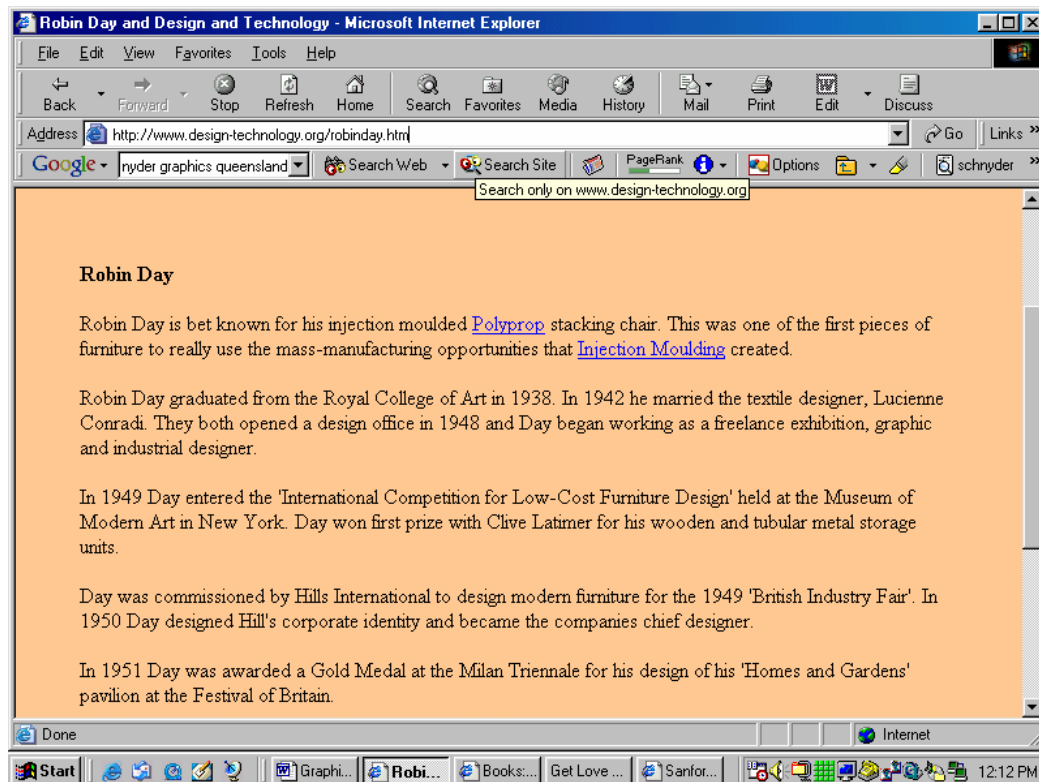 Robin Day and Design and Technology - Microsoft Internet Explorer
File Edit View Favorites Tools Help
Back Forward Stop Refresh Home Search Favorites Media History Mail Print Edit Discuss
Address http://www.design-technology.org/robinday.htm Go Links »
Google nyder graphics queensland Search Web Search Site PageRank Options schnyder »
Search only on www.design-technology.org
Robin Day
Robin Day is bet known for his injection moulded Polyprop stacking chair. This was one of the first pieces of
furniture to really use the mass-manufacturing opportunities that Injection Moulding created.
Robin Day graduated from the Royal College of Art in 1938. In 1942 he married the textile designer, Lucienne
Conradi. They both opened a design office in 1948 and Day began working as a freelance exhibition, graphic
and industrial designer.
In 1949 Day entered the 'International Competition for Low-Cost Furniture Design' held at the Museum of
Modern Art in New York. Day won first prize with Clive Latimer for his wooden and tubular metal storage
units.
Day was commissioned by Hills International to design modern furniture for the 1949 'British Industry Fair'. In
1950 Day designed Hill's corporate identity and became the companies chief designer.
In 1951 Day was awarded a Gold Medal at the Milan Triennale for his design of his 'Homes and Gardens'
pavilion at the Festival of Britain.
Done Internet
Start Graphi... Robi... Books:... Get Love ... Sanfor... 12:12 PM